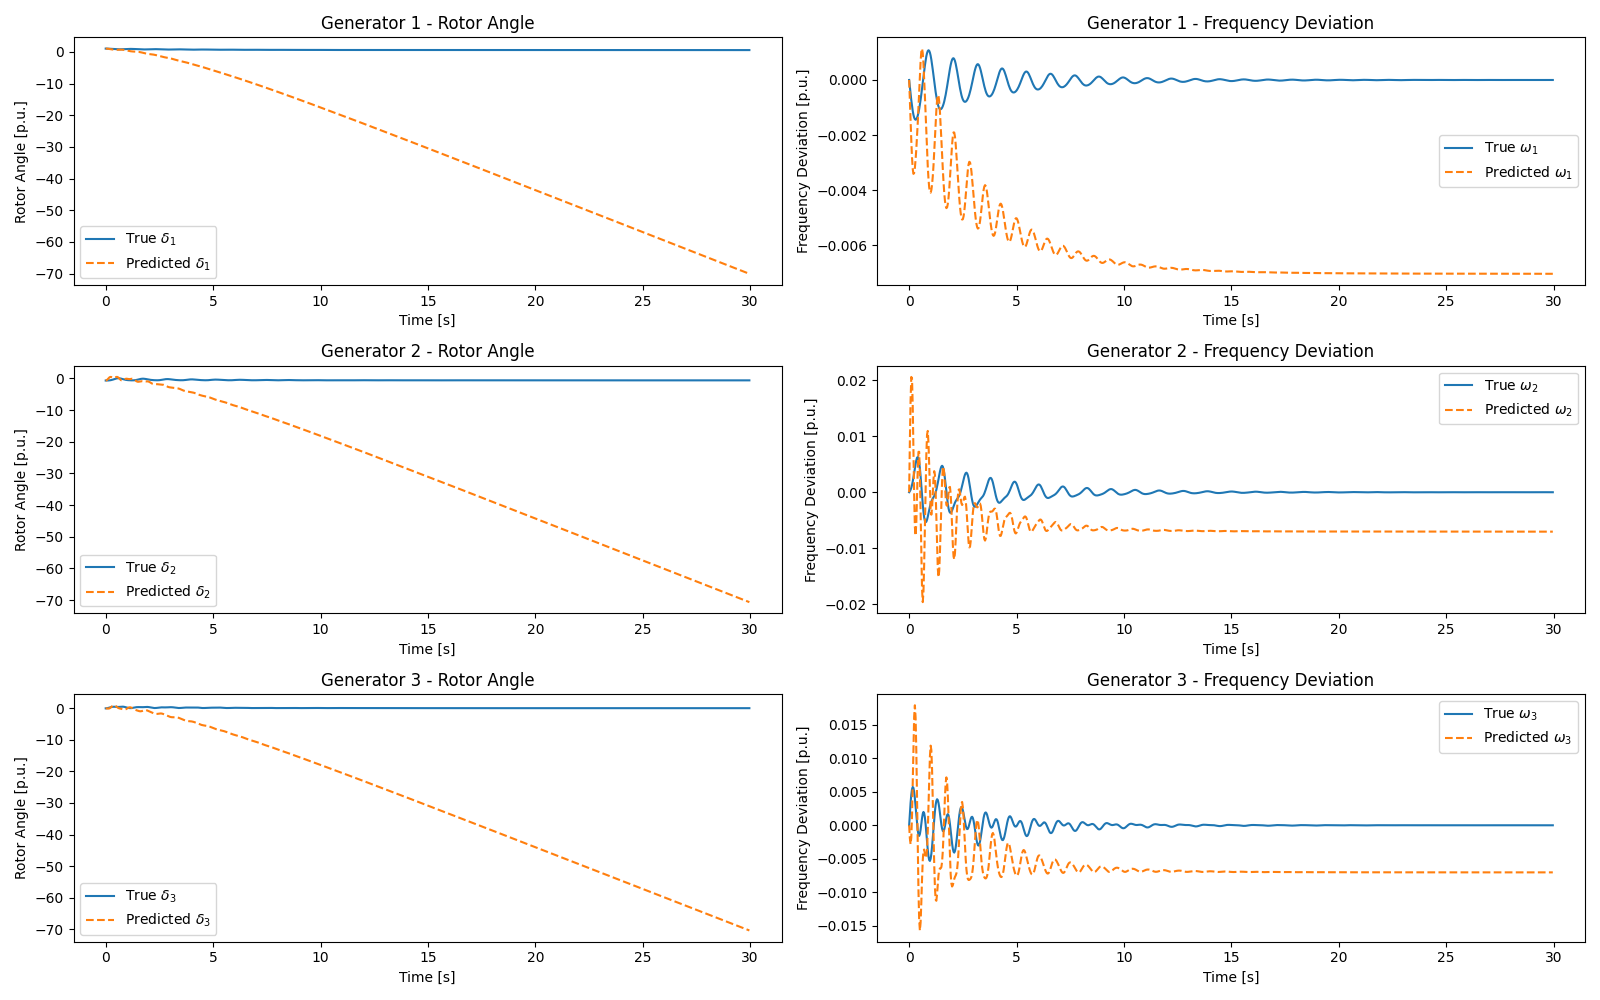 Generator 1 - Rotor Angle
Rotor Angle [p.u.]
0
−10
−20
−30
−40
−50
−60
−70
True δ1
Predicted δ1
0 5 10 15 20 25 30
Time [s]
Generator 1 - Frequency Deviation
Frequency Deviation [p.u.]
0.000
−0.002
−0.004
−0.006
True ω1
Predicted ω1
0 5 10 15 20 25 30
Time [s]
Generator 2 - Rotor Angle
Rotor Angle [p.u.]
0
−10
−20
−30
−40
−50
−60
−70
True δ2
Predicted δ2
0 5 10 15 20 25 30
Time [s]
Generator 2 - Frequency Deviation
Frequency Deviation [p.u.]
0.02
0.01
0.00
−0.01
−0.02
True ω2
Predicted ω2
0 5 10 15 20 25 30
Time [s]
Generator 3 - Rotor Angle
Rotor Angle [p.u.]
0
−10
−20
−30
−40
−50
−60
−70
True δ3
Predicted δ3
0 5 10 15 20 25 30
Time [s]
Generator 3 - Frequency Deviation
Frequency Deviation [p.u.]
0.015
0.010
0.005
0.000
−0.005
−0.010
−0.015
True ω3
Predicted ω3
0 5 10 15 20 25 30
Time [s]